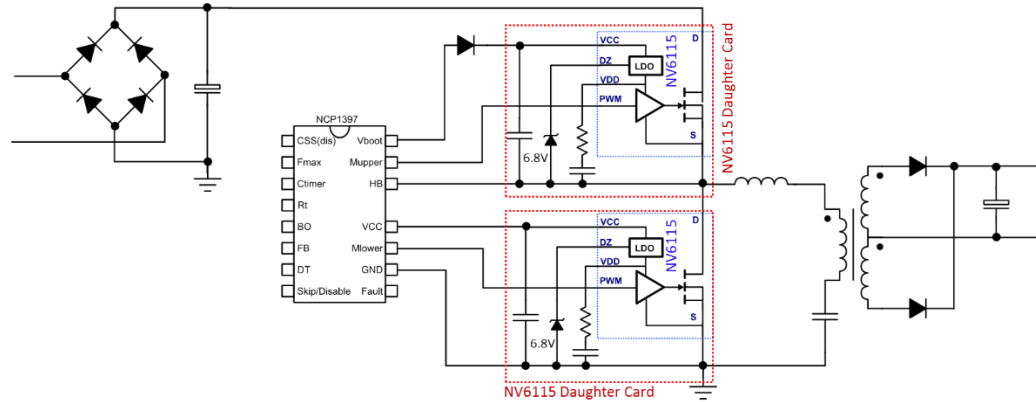 VCC
D
NV6115
DZ
LDO
VDD
PWM
S
6.8V
NV6115 Daughter Card
NCP1397
CSS(dis) Vboot
Fmax Mupper
Ctimer HB
Rt
BO VCC
FB Mlower
DT GND
Skip/Disable Fault
VCC
D
NV6115
DZ
LDO
VDD
PWM
S
6.8V
NV6115 Daughter Card